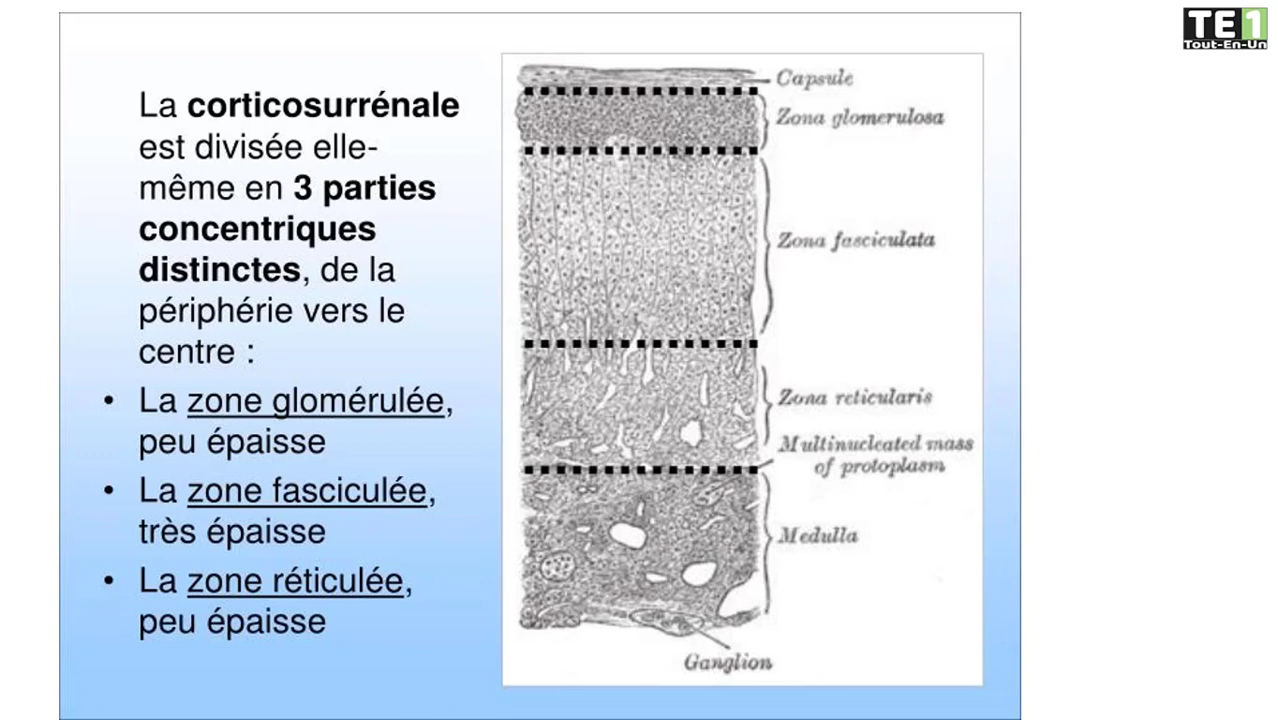 TE1
Tout-En-Un
La corticosurrénale
est divisée elle-
même en 3 parties
concentriques
distinctes, de la
périphérie vers le
centre :
• La zone glomérulée,
peu épaisse
• La zone fasciculée,
très épaisse
• La zone réticulée,
peu épaisse
Capsule
Zona glomerulosa
Zona fasciculata
Zona reticularis
Multinucleated mass
of protoplasm
Medulla
Ganglion